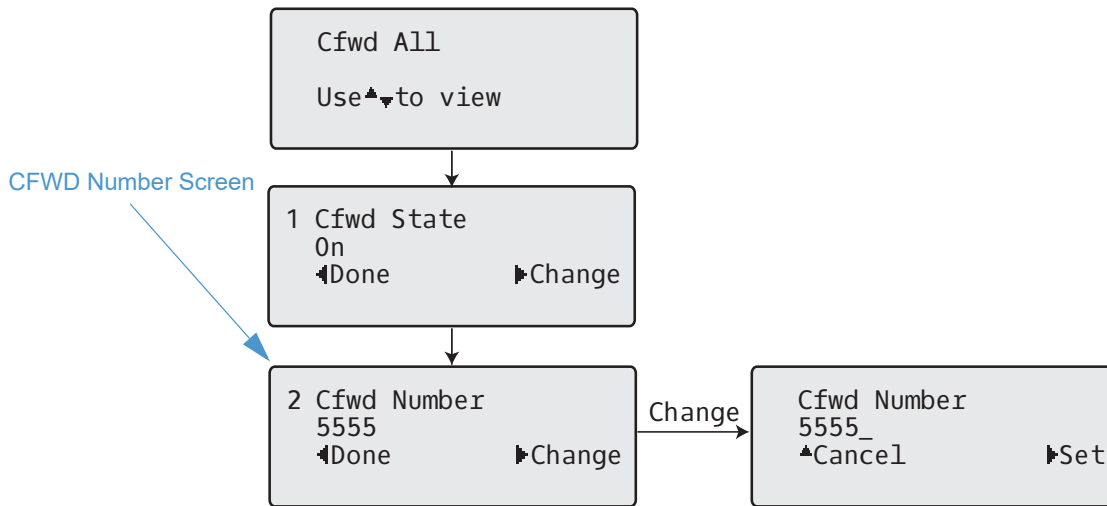 Cfwd All
Use▲▼to view
CFWD Number Screen
1 Cfwd State
On
◀Done ▶Change
2 Cfwd Number
5555
◀Done ▶Change
Change
Cfwd Number
5555_
▲Cancel ▶Set